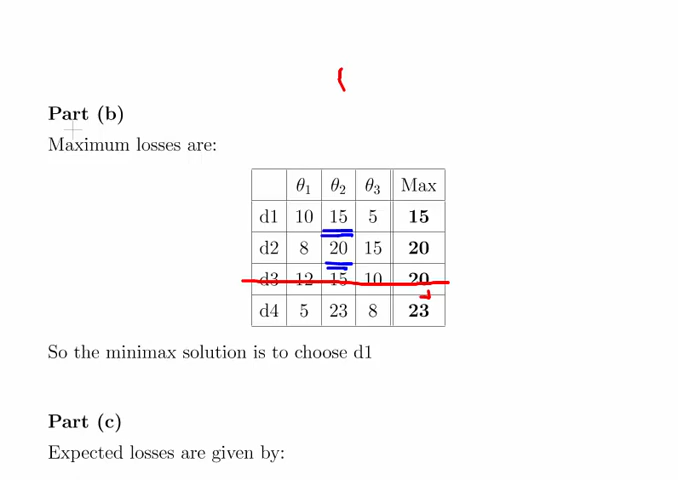 Part (b)
Maximum losses are:
θ1 θ2 θ3 Max
d1 10 15 5 15
d2 8 20 15 20
d3 12 15 10 20
d4 5 23 8 23
So the minimax solution is to choose d1
Part (c)
Expected losses are given by: